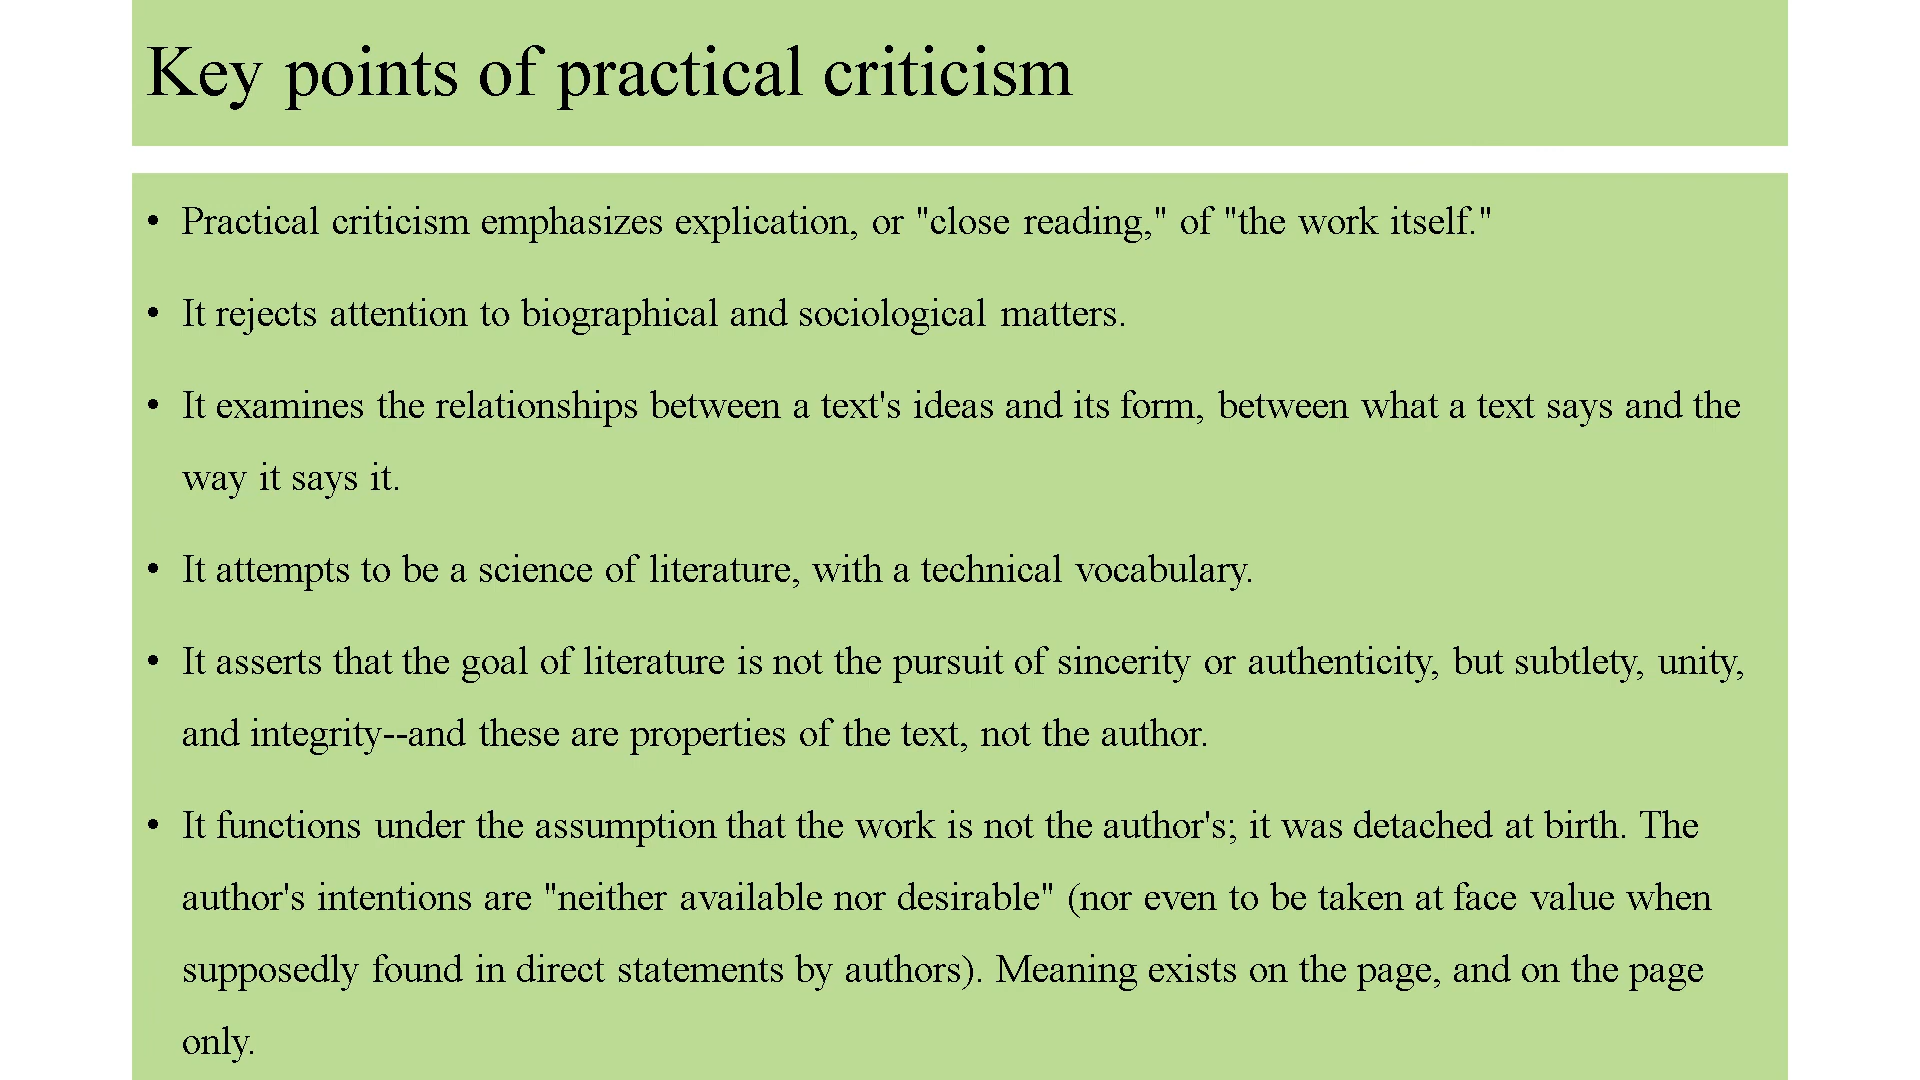 Key points of practical criticism
• Practical criticism emphasizes explication, or "close reading," of "the work itself."
• It rejects attention to biographical and sociological matters.
• It examines the relationships between a text's ideas and its form, between what a text says and the
way it says it.
• It attempts to be a science of literature, with a technical vocabulary.
• It asserts that the goal of literature is not the pursuit of sincerity or authenticity, but subtlety, unity,
and integrity--and these are properties of the text, not the author.
• It functions under the assumption that the work is not the author's; it was detached at birth. The
author's intentions are "neither available nor desirable" (nor even to be taken at face value when
supposedly found in direct statements by authors). Meaning exists on the page, and on the page
only.